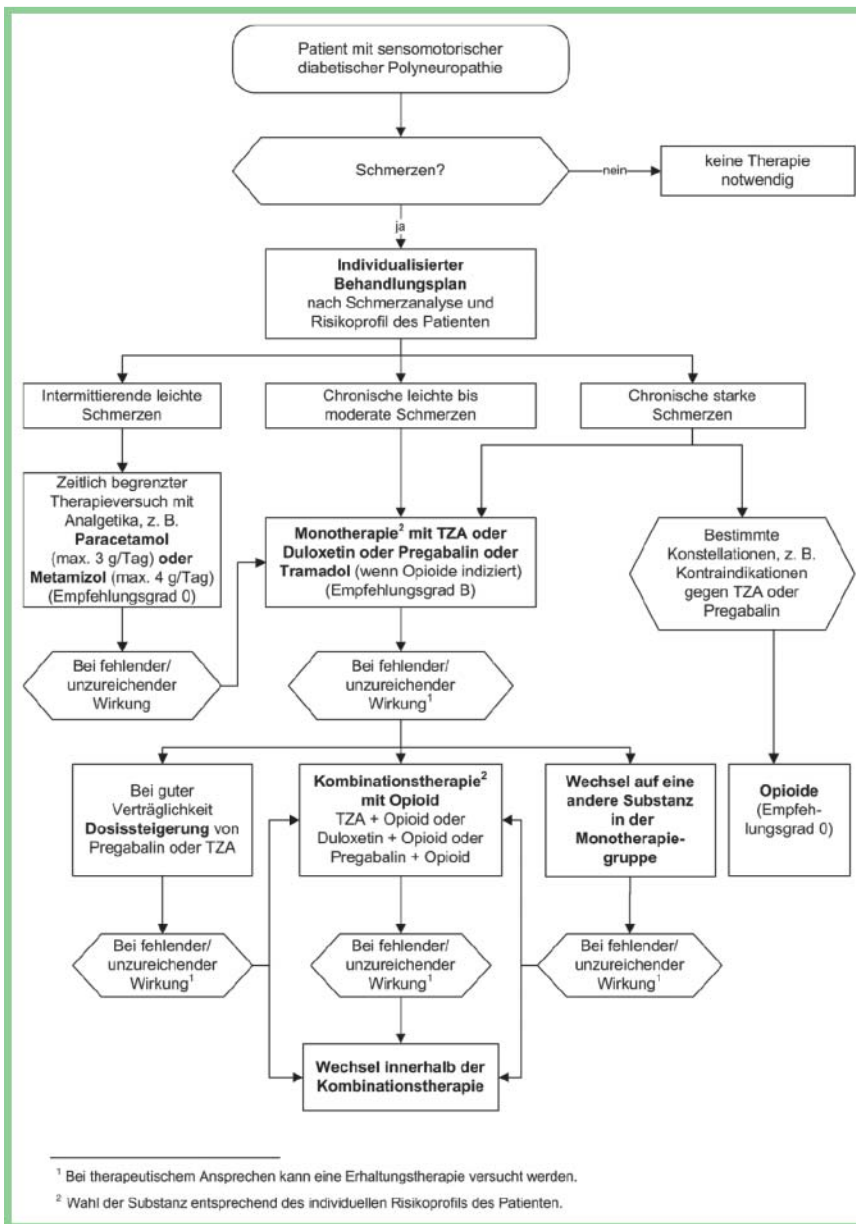 Patient mit sensomotorischer
diabetischer Polyneuropathie
Schmerzen?
nein
keine Therapie
notwendig
ja
Individualisierter
Behandlungsplan
nach Schmerzanalyse und
Risikoprofil des Patienten
Intermittierende leichte
Schmerzen
Chronische leichte bis
moderate Schmerzen
Chronische starke
Schmerzen
Zeitlich begrenzter
Therapieversuch mit
Analgetika, z. B.
Paracetamol
(max. 3 g/Tag) oder
Metamizol (max. 4 g/Tag)
(Empfehlungsgrad 0)
Monotherapie² mit TZA oder
Duloxetin oder Pregabalin oder
Tramadol (wenn Opioide indiziert)
(Empfehlungsgrad B)
Bestimmte
Konstellationen, z. B.
Kontraindikationen
gegen TZA oder
Pregabalin
Bei fehlender/
unzureichender
Wirkung
Bei fehlender/
unzureichender
Wirkung¹
Bei guter
Verträglichkeit
Dosissteigerung von
Pregabalin oder TZA
Kombinationstherapie²
mit Opioid
TZA + Opioid oder
Duloxetin + Opioid oder
Pregabalin + Opioid
Wechsel auf eine
andere Substanz
in der
Monotherapie-
gruppe
Opioide
(Empfeh-
lungsgrad 0)
Bei fehlender/
unzureichender
Wirkung¹
Bei fehlender/
unzureichender
Wirkung¹
Bei fehlender/
unzureichender
Wirkung¹
Wechsel innerhalb der
Kombinationstherapie
¹ Bei therapeutischem Ansprechen kann eine Erhaltungstherapie versucht werden.
² Wahl der Substanz entsprechend des individuellen Risikoprofils des Patienten.